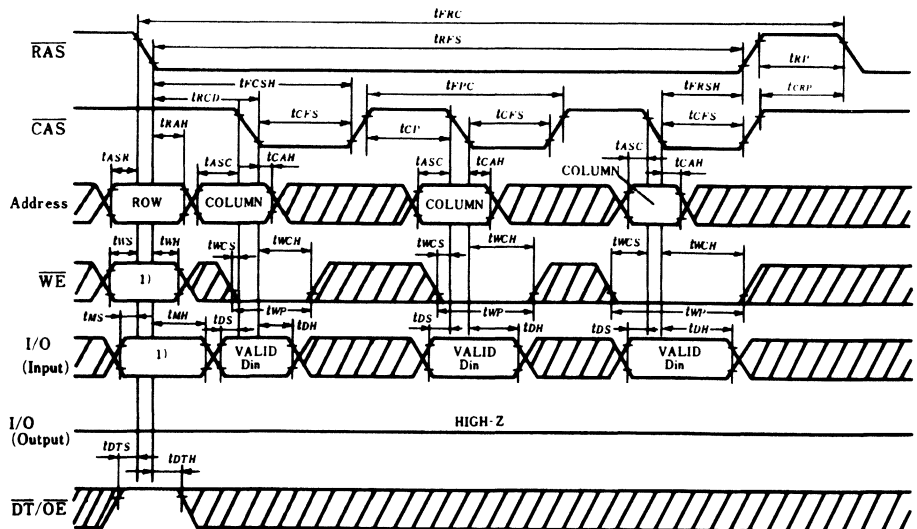 tFRC
tRFS
RAS
tRP
tFCSH
tFPC
tFRSH
tCRP
tRCD
tCFS
tCFS
tCFS
CAS
tCP
tRAH
tASR
tASC
tCAH
tASC
tCAH
tASC
tCAH
COLUMN
Address
ROW
COLUMN
COLUMN
tWS
tWH
tWCS
tWCH
tWCS
tWCH
tWCS
tWCH
WE
1)
tMS
tMH
tDS
tWP
tDH
tDS
tWP
tDH
tDS
tWP
tDH
I/O
(Input)
1)
VALID
Din
VALID
Din
VALID
Din
I/O
(Output)
HIGH-Z
tDTS
tDTH
DT/OE